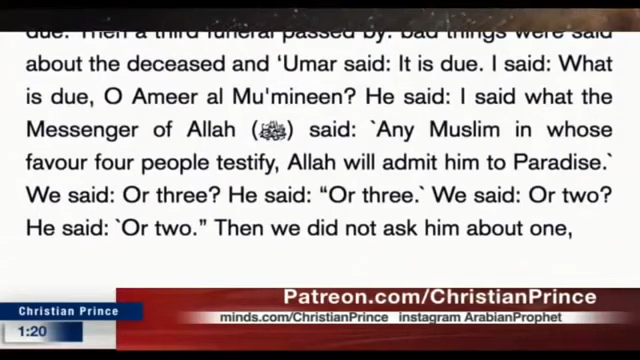 due. Then a third funeral passed by: bad things were said
about the deceased and ‘Umar said: It is due. I said: What
is due, O Ameer al Mu'mineen? He said: I said what the
Messenger of Allah (ﷺ) said: `Any Muslim in whose
favour four people testify, Allah will admit him to Paradise.`
We said: Or three? He said: “Or three.` We said: Or two?
He said: `Or two.” Then we did not ask him about one,
Patreon.com/ChristianPrince
Christian Prince
minds.com/ChristianPrince instagram ArabianProphet
1:20